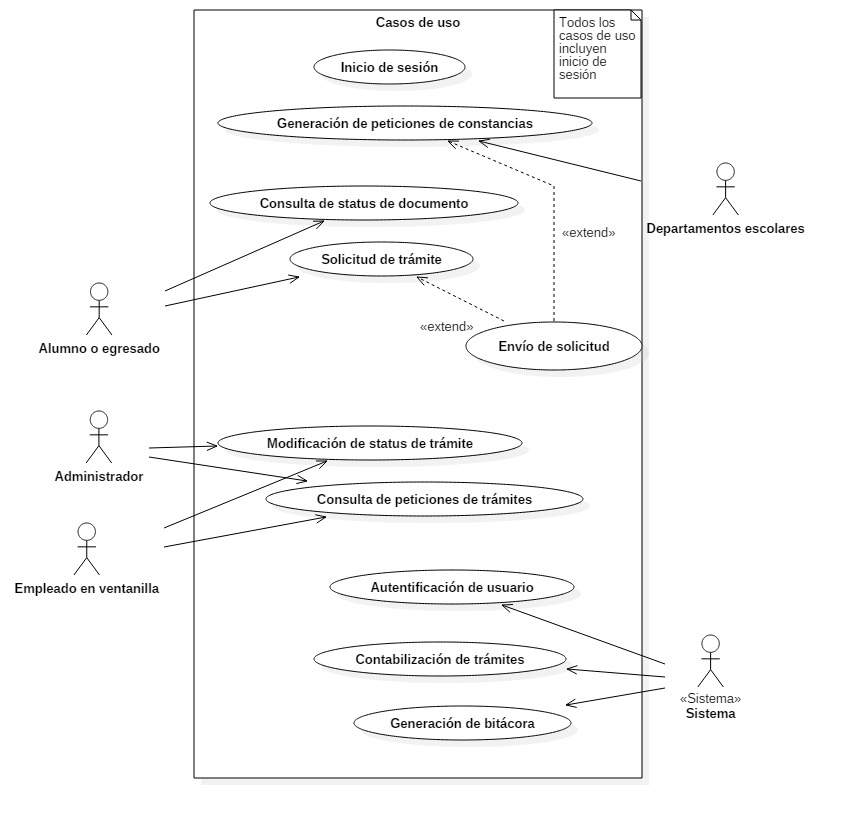 Casos de uso
Todos los
casos de uso
incluyen
inicio de
sesión
Inicio de sesión
Generación de peticiones de constancias
Departamentos escolares
Consulta de status de documento
«extend»
Solicitud de trámite
Alumno o egresado
«extend»
Envío de solicitud
Administrador
Modificación de status de trámite
Consulta de peticiones de trámites
Empleado en ventanilla
Autentificación de usuario
Contabilización de trámites
«Sistema»
Sistema
Generación de bitácora